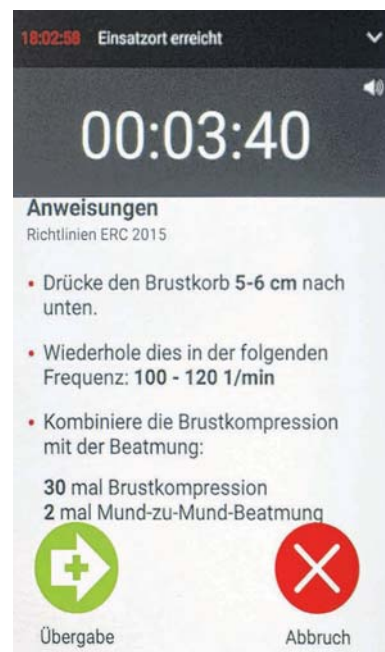 18:02:58 Einsatzort erreicht
00:03:40
Anweisungen
Richtlinien ERC 2015
• Drücke den Brustkorb 5-6 cm nach
unten.
• Wiederhole dies in der folgenden
Frequenz: 100 - 120 1/min
• Kombiniere die Brustkompression
mit der Beatmung:
30 mal Brustkompression
2 mal Mund-zu-Mund-Beatmung
Übergabe Abbruch